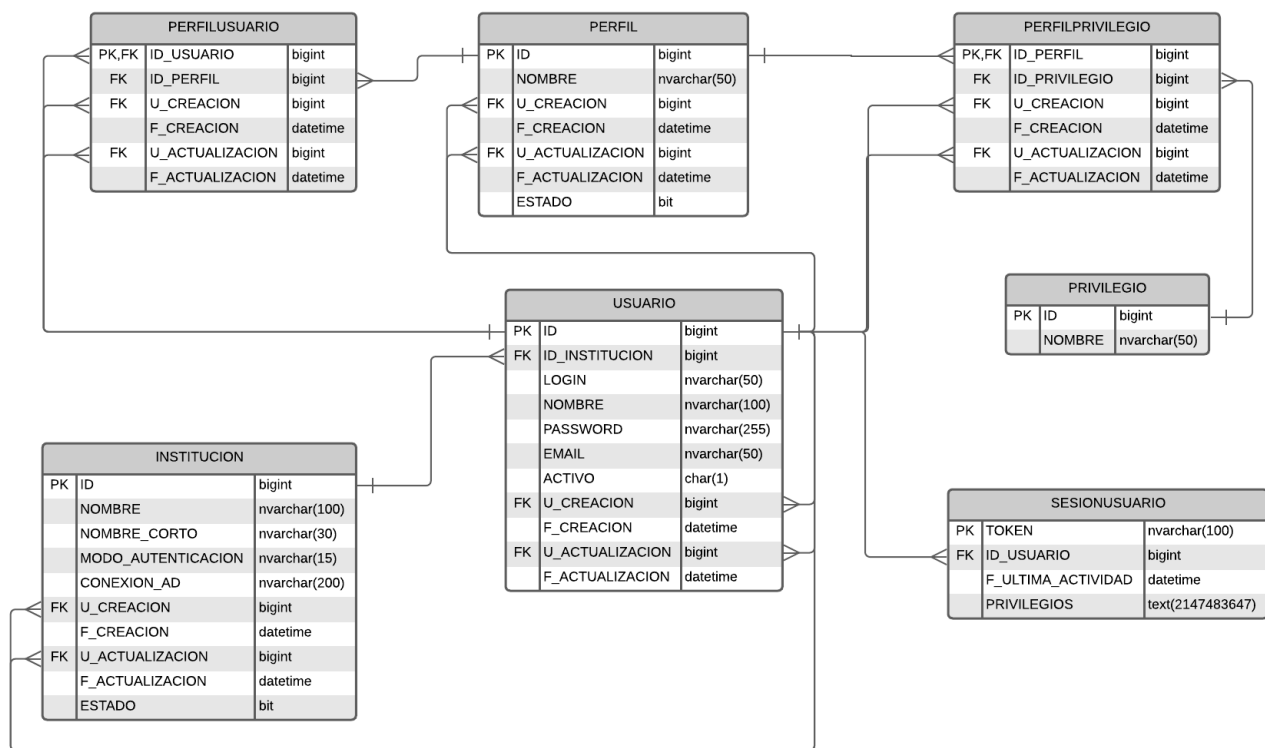 PERFILUSUARIO
PK,FK ID_USUARIO bigint
FK ID_PERFIL bigint
FK U_CREACION bigint
F_CREACION datetime
FK U_ACTUALIZACION bigint
F_ACTUALIZACION datetime
PERFIL
PK ID bigint
NOMBRE nvarchar(50)
FK U_CREACION bigint
F_CREACION datetime
FK U_ACTUALIZACION bigint
F_ACTUALIZACION datetime
ESTADO bit
PERFILPRIVILEGIO
PK,FK ID_PERFIL bigint
FK ID_PRIVILEGIO bigint
FK U_CREACION bigint
F_CREACION datetime
FK U_ACTUALIZACION bigint
F_ACTUALIZACION datetime
PRIVILEGIO
PK ID bigint
NOMBRE nvarchar(50)
USUARIO
PK ID bigint
FK ID_INSTITUCION bigint
LOGIN nvarchar(50)
NOMBRE nvarchar(100)
PASSWORD nvarchar(255)
EMAIL nvarchar(50)
ACTIVO char(1)
FK U_CREACION bigint
F_CREACION datetime
FK U_ACTUALIZACION bigint
F_ACTUALIZACION datetime
INSTITUCION
PK ID bigint
NOMBRE nvarchar(100)
NOMBRE_CORTO nvarchar(30)
MODO_AUTENTICACION nvarchar(15)
CONEXION_AD nvarchar(200)
FK U_CREACION bigint
F_CREACION datetime
FK U_ACTUALIZACION bigint
F_ACTUALIZACION datetime
ESTADO bit
SESIONUSUARIO
PK TOKEN nvarchar(100)
FK ID_USUARIO bigint
F_ULTIMA_ACTIVIDAD datetime
PRIVILEGIOS text(2147483647)